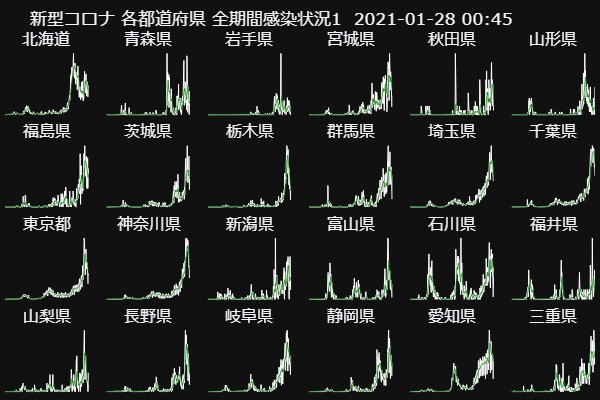 新型コロナ 各都道府県 全期間感染状況1 2021-01-28 00:45
北海道 青森県 岩手県 宮城県 秋田県 山形県
福島県 茨城県 栃木県 群馬県 埼玉県 千葉県
東京都 神奈川県 新潟県 富山県 石川県 福井県
山梨県 長野県 岐阜県 静岡県 愛知県 三重県